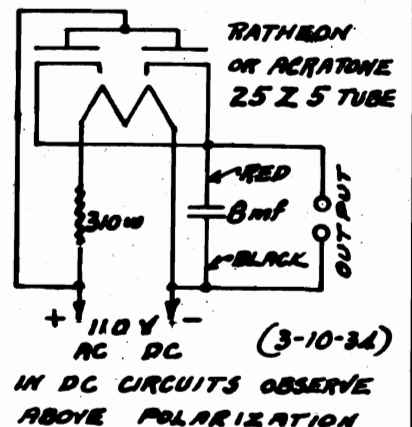 RATHEON
OR ACRATONE
25Z5 TUBE
RED
310ω
8mf
OUTPUT
BLACK
+ 110 V -
AC DC
(3-10-34)
IN DC CIRCUITS OBSERVE
ABOVE POLARIZATION